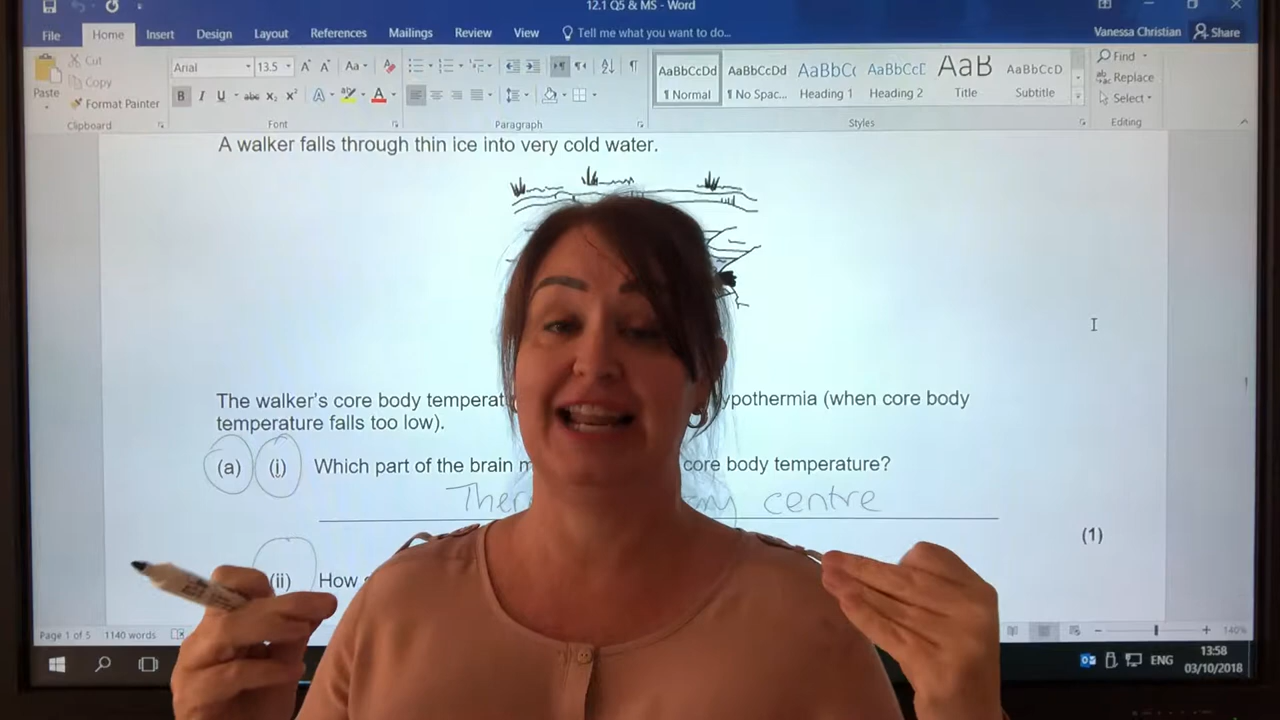 12.1 Q5 & MS - Word
File Home Insert Design Layout References Mailings Review View Tell me what you want to do... Vanessa Christian Share
Cut
Copy
Format Painter
Paste
Arial 13.5
AaBbCcDd AaBbCcDd AaBbC( AaBbCcE AaB AaBbCcD
¶ Normal ¶ No Spac... Heading 1 Heading 2 Title Subtitle
Find
Replace
Select
Clipboard Font Paragraph Styles Editing
A walker falls through thin ice into very cold water.
The walker's core body temperat ypothermia (when core body
temperature falls too low).
(a) (i) Which part of the brain core body temperature?
centre
(1)
(ii) How
Page 1 of 5 1140 words 140%
ENG 13:58
03/10/2018